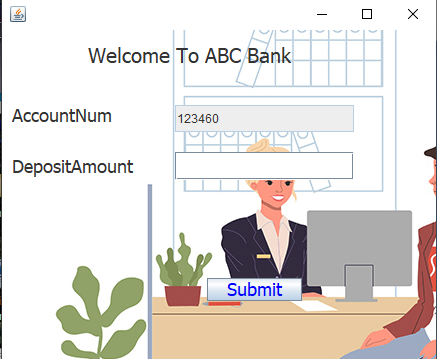 Welcome To ABC Bank
AccountNum 123460
DepositAmount
Submit